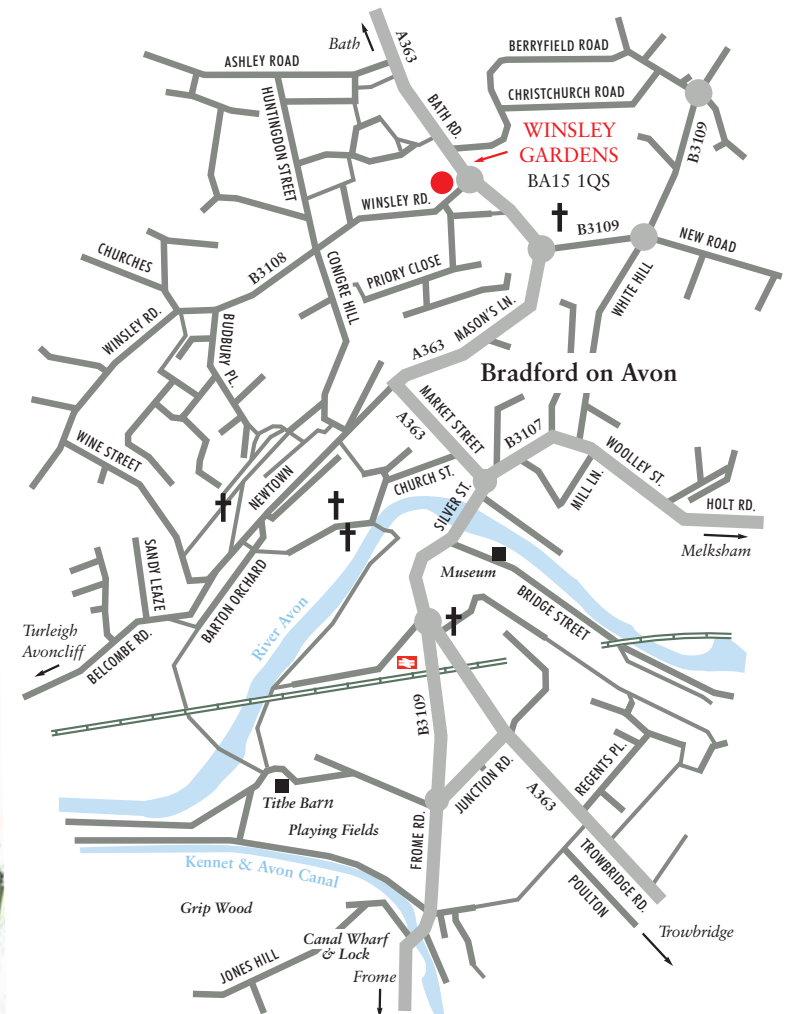 Bath
A363
ASHLEY ROAD
BERRYFIELD ROAD
CHRISTCHURCH ROAD
HUNTINGDON STREET
BATH RD.
WINSLEY
GARDENS
BA15 1QS
B3109
WINSLEY RD.
B3109
NEW ROAD
CHURCHES
B3108
CONIGRE HILL
PRIORY CLOSE
WHITE HILL
WINSLEY RD.
BUDBURY PL.
MASON'S LN.
A363
Bradford on Avon
MARKET STREET
A363
B3107
WINE STREET
NEWTOWN
CHURCH ST.
SILVER ST.
MILL LN.
WOOLLEY ST.
HOLT RD.
Melksham
SANDY LEAZE
BARTON ORCHARD
Museum
BRIDGE STREET
River Avon
Turleigh
Avoncliff
BELCOMBE RD.
B3109
JUNCTION RD.
A363
REGENTS PL.
Tithe Barn
Playing Fields
FROME RD.
TROWBRIDGE RD.
POULTON
Kennet & Avon Canal
Grip Wood
Canal Wharf
& Lock
Trowbridge
JONES HILL
Frome